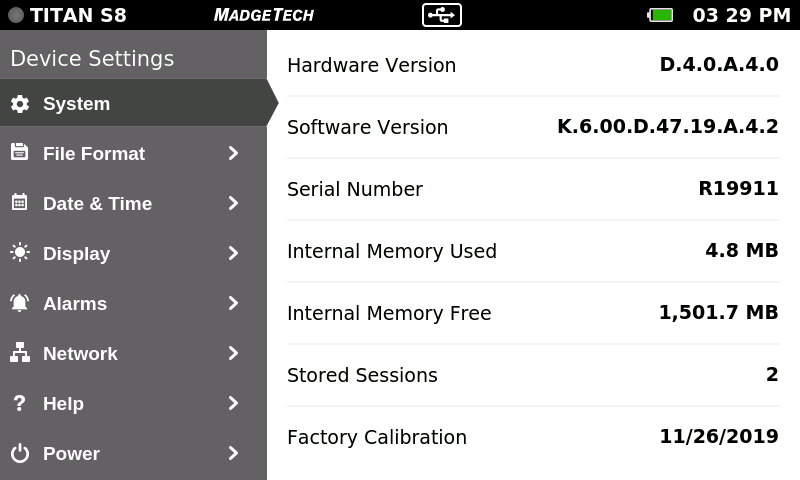 TITAN S8 MADGETECH 03 29 PM
Device Settings
System
File Format
Date & Time
Display
Alarms
Network
Help
Power
Hardware Version D.4.0.A.4.0
Software Version K.6.00.D.47.19.A.4.2
Serial Number R19911
Internal Memory Used 4.8 MB
Internal Memory Free 1,501.7 MB
Stored Sessions 2
Factory Calibration 11/26/2019